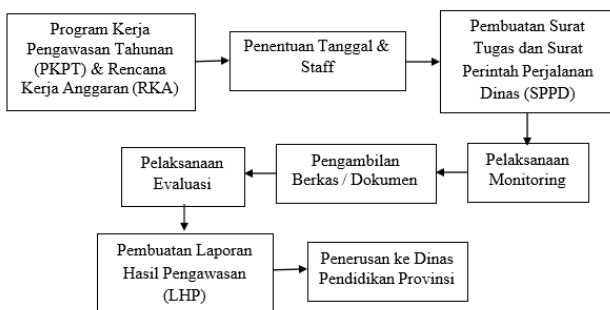 Program Kerja
Pengawasan Tahunan
(PKPT) & Rencana
Kerja Anggaran (RKA)
Penentuan Tanggal &
Staff
Pembuatan Surat
Tugas dan Surat
Perintah Perjalanan
Dinas (SPPD)
Pelaksanaan
Monitoring
Pengambilan
Berkas / Dokumen
Pelaksanaan
Evaluasi
Pembuatan Laporan
Hasil Pengawasan
(LHP)
Penerusan ke Dinas
Pendidikan Provinsi